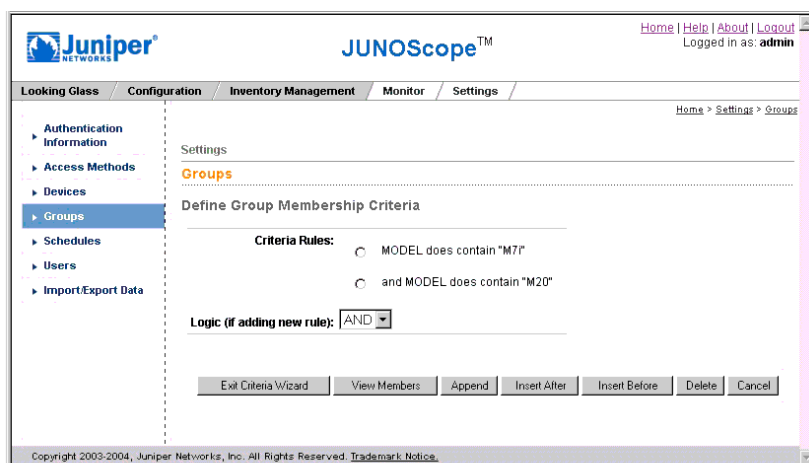 Juniper®
NETWORKS
JUNOScope™
Home | Help | About | Logout
Logged in as: admin
Looking Glass / Configuration / Inventory Management / Monitor / Settings /
Home > Settings > Groups
Authentication
Information
Access Methods
Devices
Groups
Schedules
Users
Import/Export Data
Settings
Groups
Define Group Membership Criteria
Criteria Rules:
MODEL does contain "M7i"
and MODEL does contain "M20"
Logic (if adding new rule): AND
Exit Criteria Wizard View Members Append Insert After Insert Before Delete Cancel
Copyright 2003-2004, Juniper Networks, Inc. All Rights Reserved. Trademark Notice.